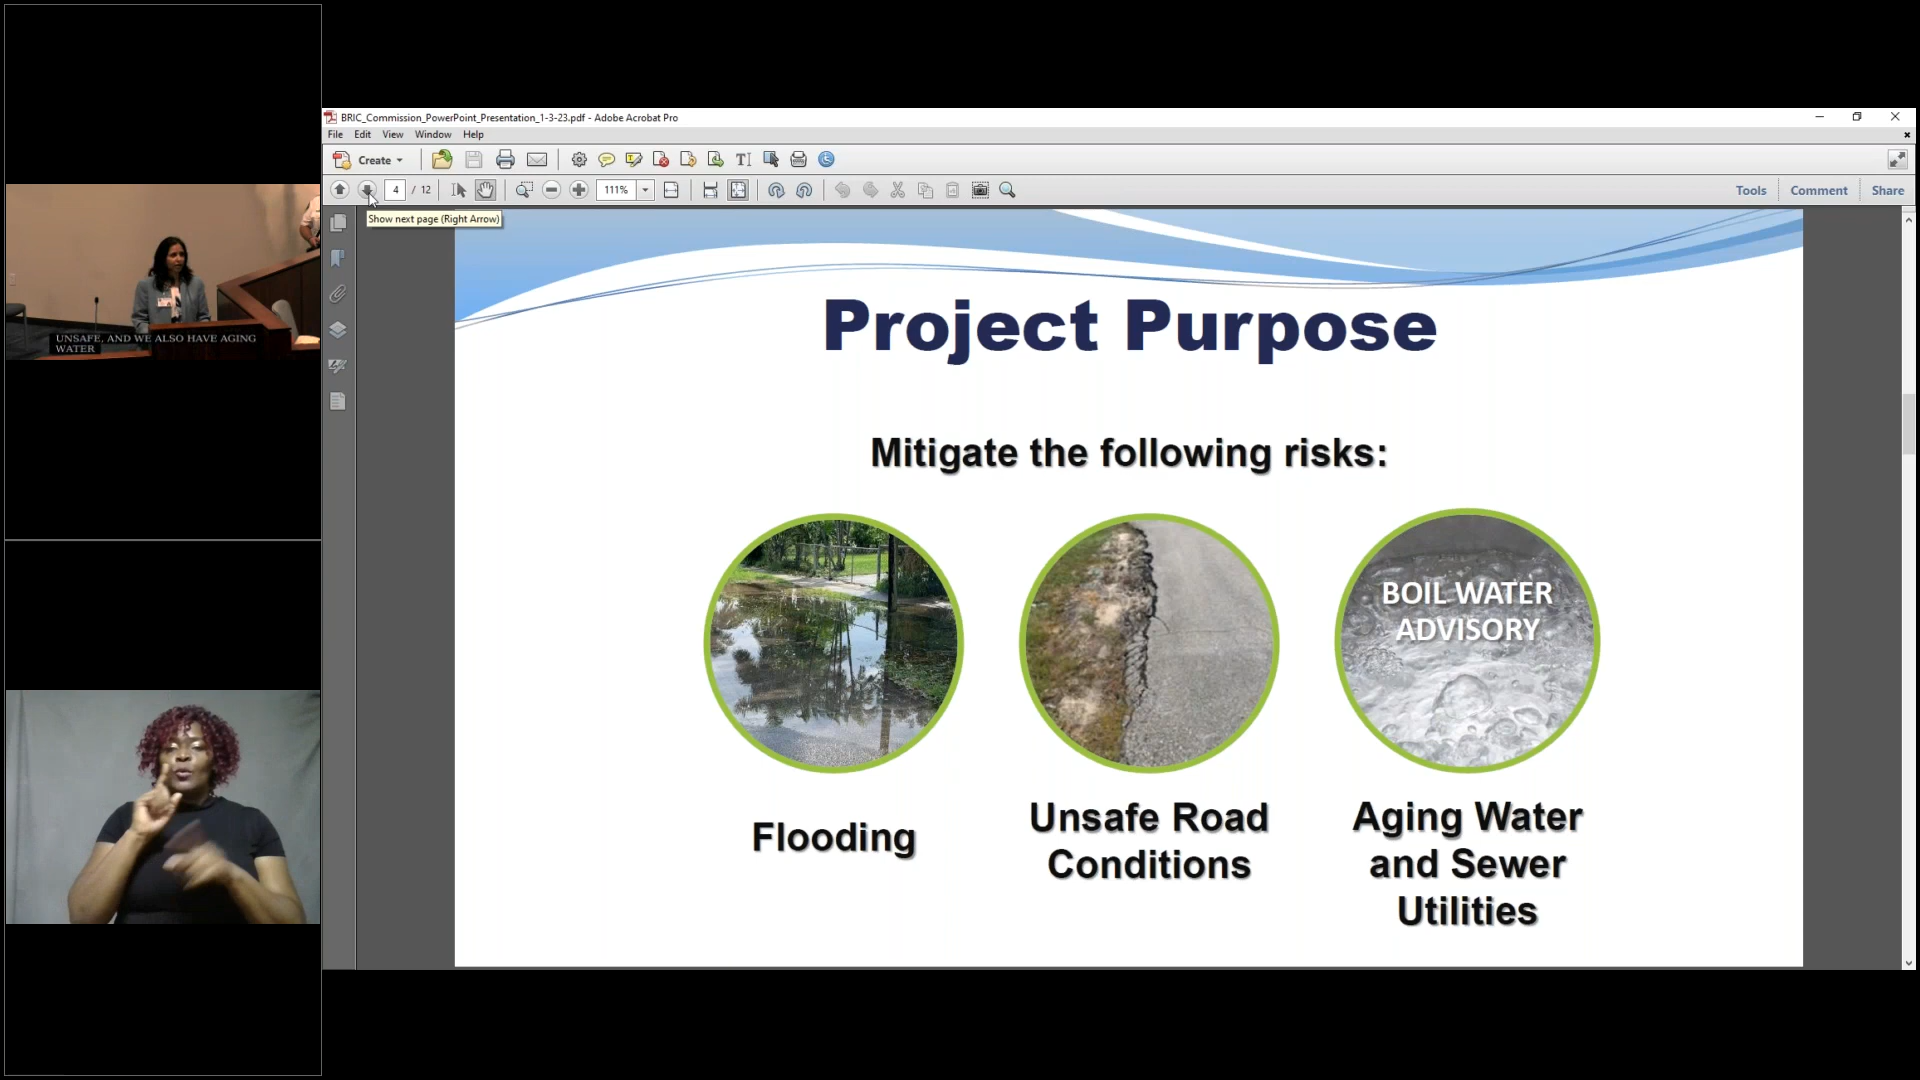 BRIC_Commission_PowerPoint_Presentation_1-3-23.pdf - Adobe Acrobat Pro
File Edit View Window Help
Create
4 / 12 111% Tools Comment Share
Show next page (Right Arrow)
Project Purpose
Mitigate the following risks:
BOIL WATER
ADVISORY
Flooding
Unsafe Road
Conditions
Aging Water
and Sewer
Utilities
UNSAFE, AND WE ALSO HAVE AGING
WATER